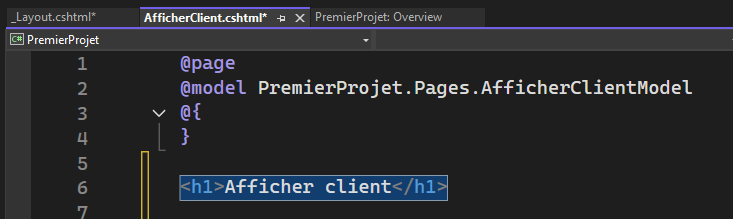 _Layout.cshtml*
AfficherClient.cshtml*
PremierProjet: Overview
C# PremierProjet
1 @page
2 @model PremierProjet.Pages.AfficherClientModel
3 @{
4 }
5
6 <h1>Afficher client</h1>
7